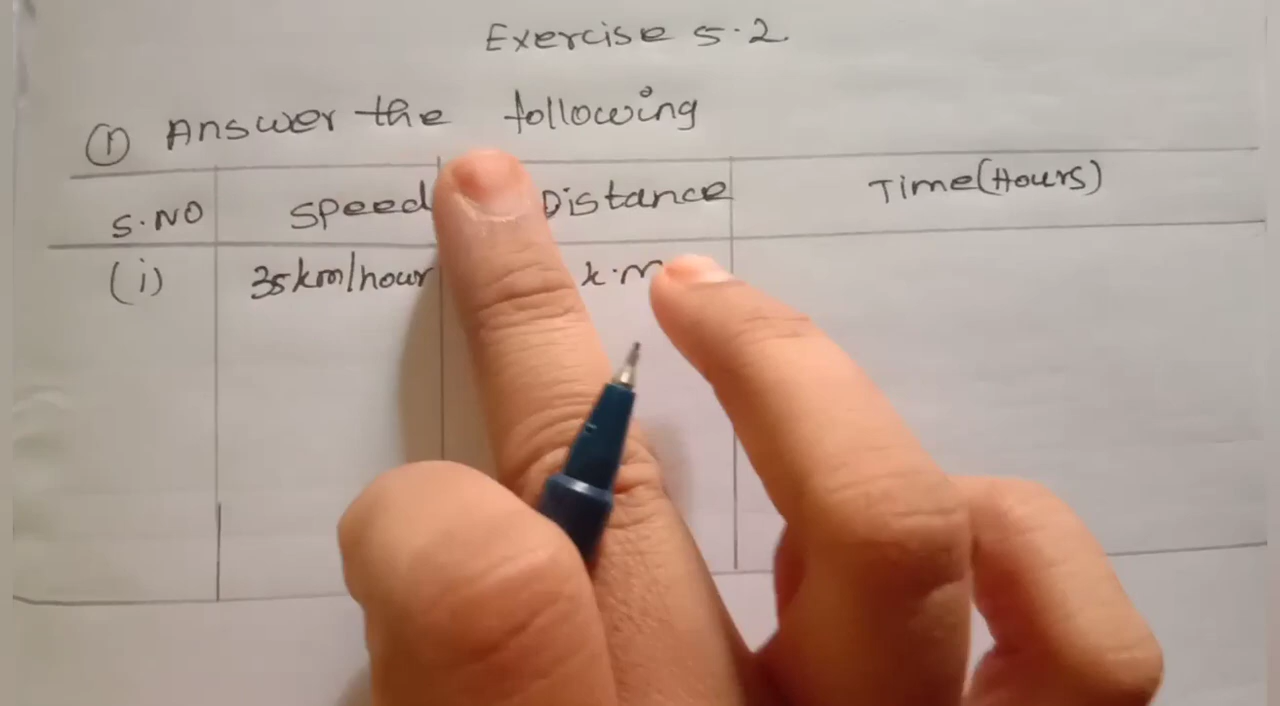 Exercise 5.2
① Answer the following
S.NO Speed Distance Time(Hours)
(i) 35km/hour k.m